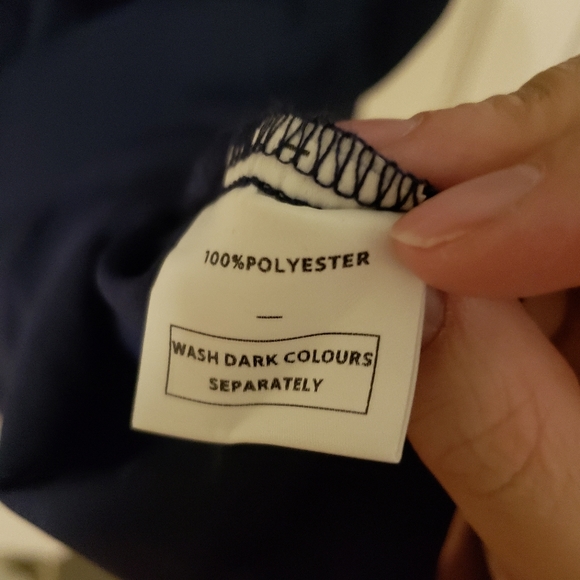 100%POLYESTER
—
WASH DARK COLOURS
SEPARATELY